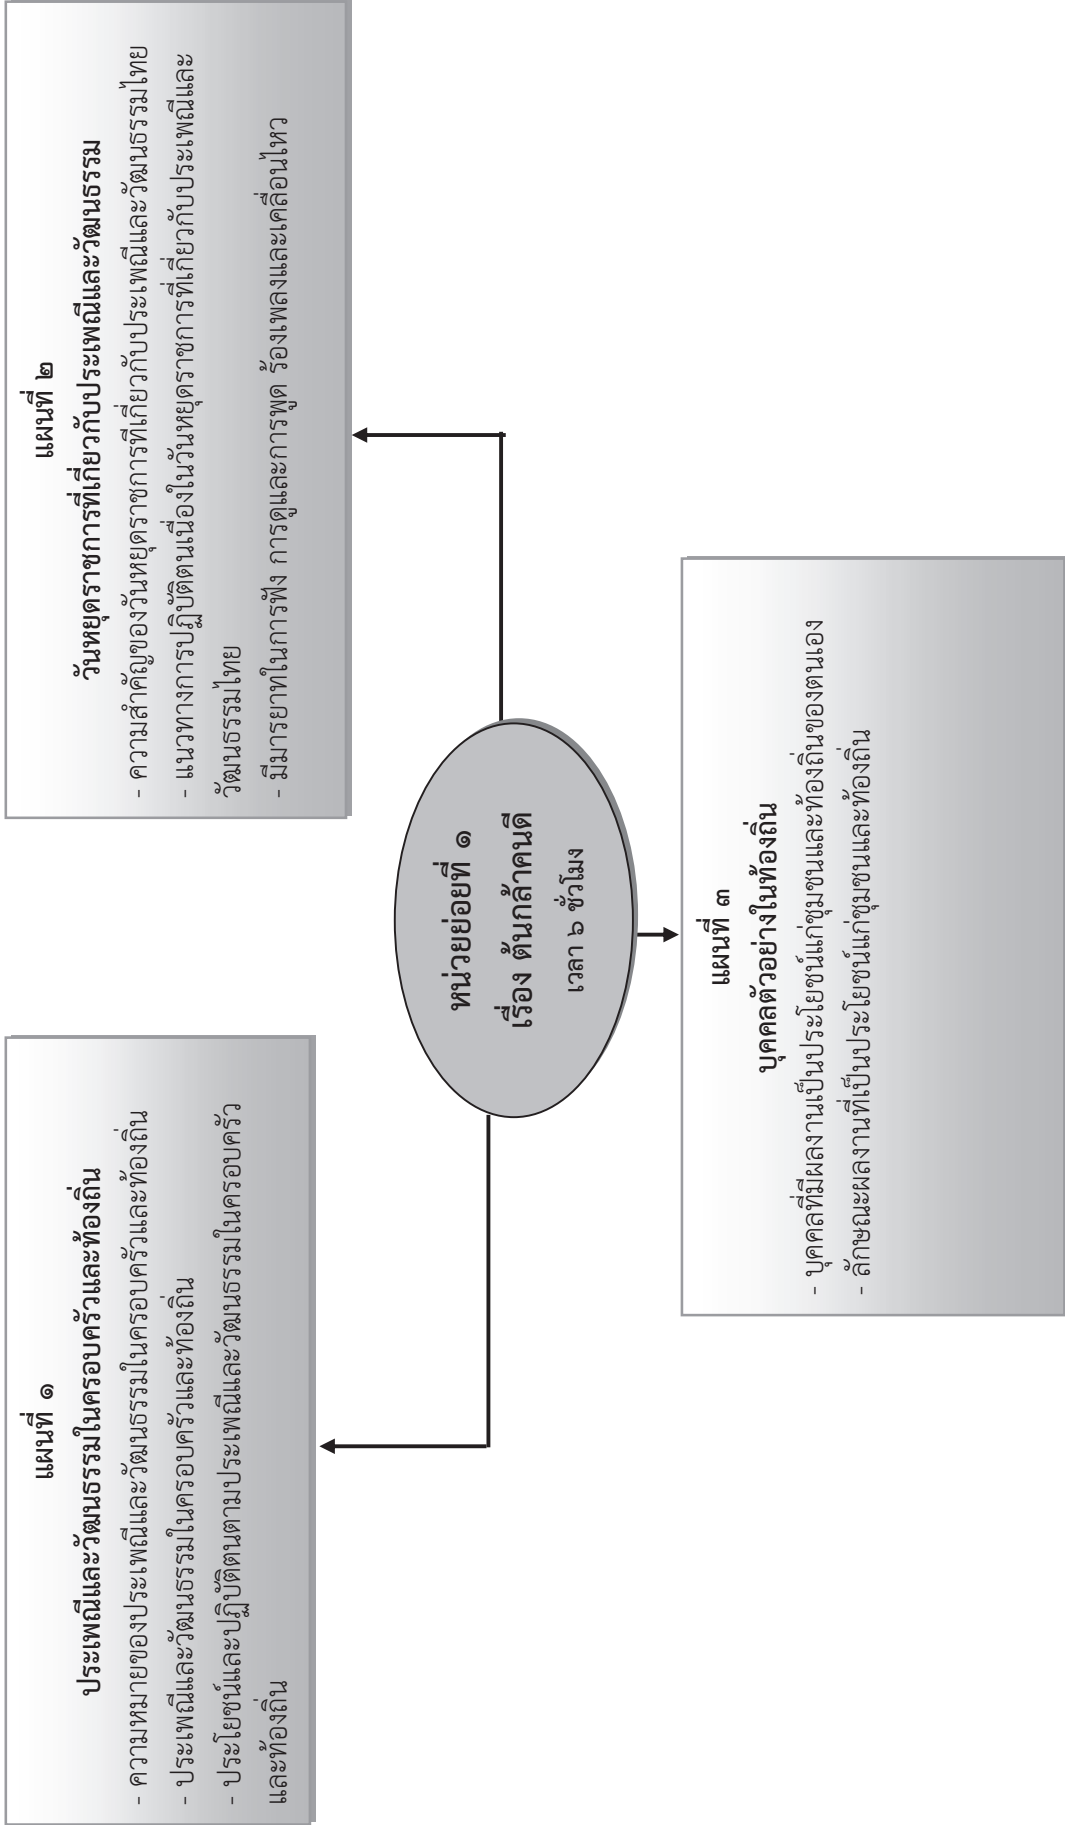 แผนที่ ๑
ประเพณีและวัฒนธรรมในครอบครัวและท้องถิ่น
- ความหมายของประเพณีและวัฒนธรรมในครอบครัวและท้องถิ่น
- ประเพณีและวัฒนธรรมในครอบครัวและท้องถิ่น
- ประโยชน์และปฏิบัติตนตามประเพณีและวัฒนธรรมในครอบครัว
และท้องถิ่น
แผนที่ ๒
วันหยุดราชการที่เกี่ยวกับประเพณีและวัฒนธรรม
- ความสำคัญของวันหยุดราชการที่เกี่ยวกับประเพณีและวัฒนธรรมไทย
- แนวทางการปฏิบัติตนเนื่องในวันหยุดราชการที่เกี่ยวกับประเพณีและ
วัฒนธรรมไทย
- มีมารยาทในการฟัง การดูและการพูด ร้องเพลงและเคลื่อนไหว
หน่วยย่อยที่ ๑
เรื่อง ต้นกล้าคนดี
เวลา ๖ ชั่วโมง
แผนที่ ๓
บุคคลตัวอย่างในท้องถิ่น
- บุคคลที่มีผลงานเป็นประโยชน์แก่ชุมชนและท้องถิ่นของตนเอง
- ลักษณะผลงานที่เป็นประโยชน์แก่ชุมชนและท้องถิ่น